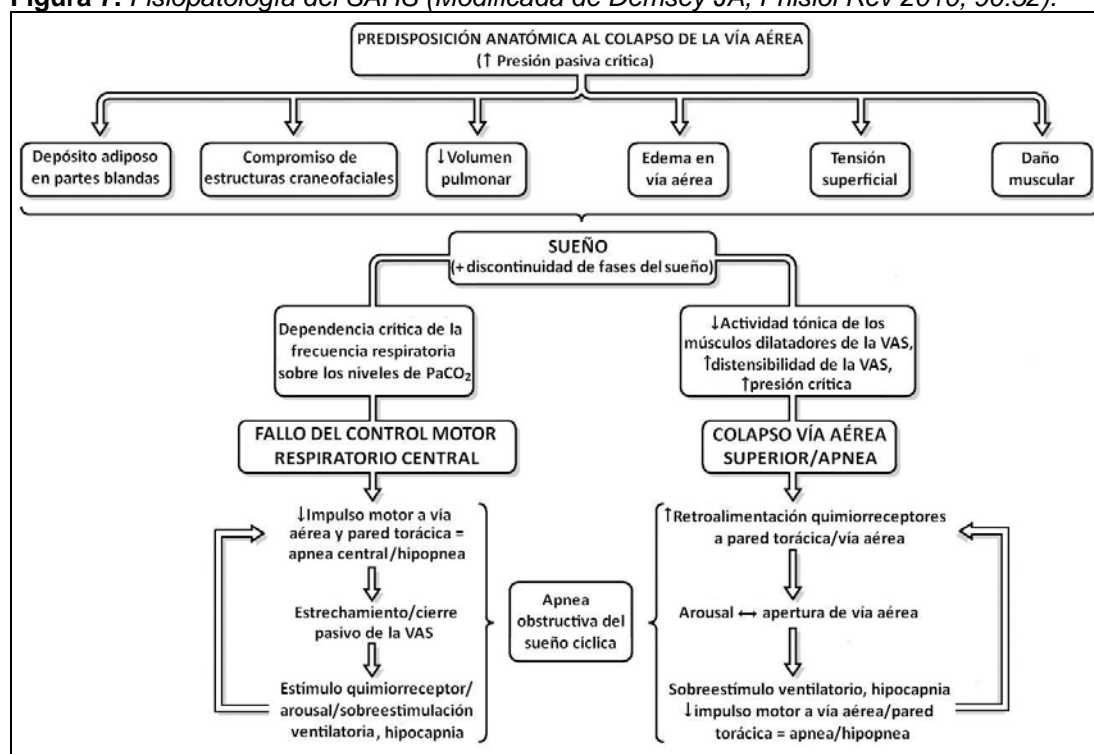 Figura 7. Fisiopatología del SAHS (Modificada de Demsey JA, Phisiol Rev 2010; 90:52).
PREDISPOSICIÓN ANATÓMICA AL COLAPSO DE LA VÍA AÉREA
(↑ Presión pasiva crítica)
Depósito adiposo
en partes blandas
Compromiso de
estructuras craneofaciales
↓Volumen
pulmonar
Edema en
vía aérea
Tensión
superficial
Daño
muscular
SUEÑO
(+ discontinuidad de fases del sueño)
Dependencia crítica de la
frecuencia respiratoria
sobre los niveles de PaCO₂
↓Actividad tónica de los
músculos dilatadores de la VAS,
↑distensibilidad de la VAS,
↑presión crítica
FALLO DEL CONTROL MOTOR
RESPIRATORIO CENTRAL
COLAPSO VÍA AÉREA
SUPERIOR/APNEA
↓Impulso motor a vía
aérea y pared torácica =
apnea central/hipopnea
Estrechamiento/cierre
pasivo de la VAS
Estímulo quimiorreceptor/
arousal/sobreestimulación
ventilatoria, hipocapnia
Apnea
obstructiva del
sueño cíclica
↑Retroalimentación quimiorreceptores
a pared torácica/vía aérea
Arousal ↔ apertura de vía aérea
Sobreestímulo ventilatorio, hipocapnia
↓impulso motor a vía aérea/pared
torácica = apnea/hipopnea